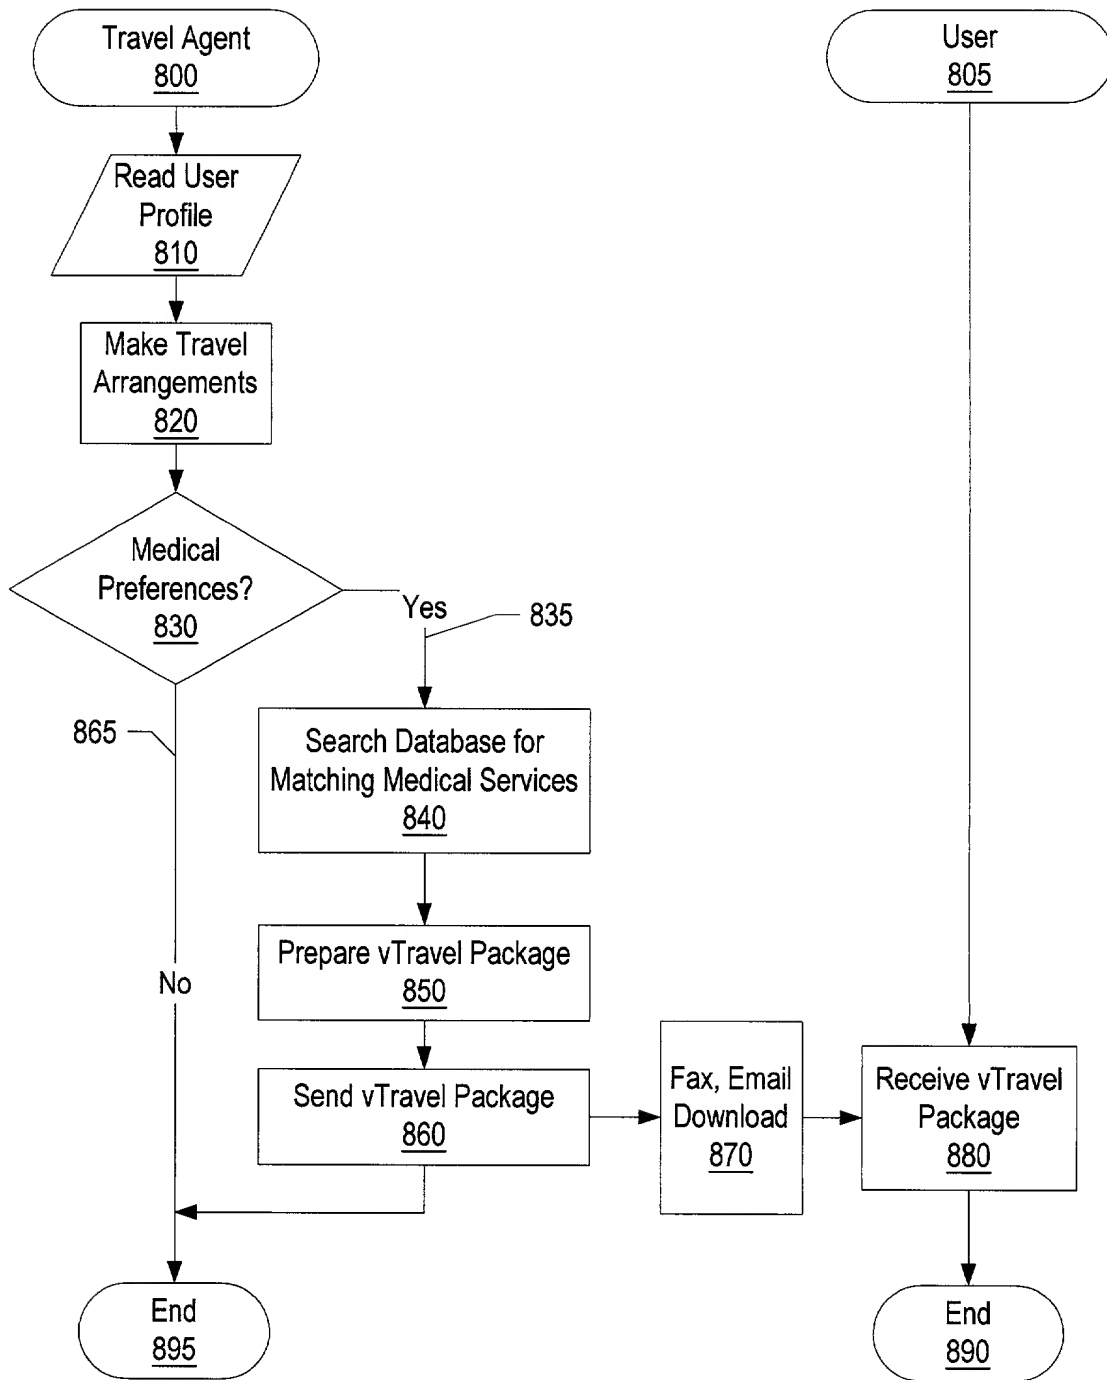 Travel Agent
800
User
805
Read User
Profile
810
Make Travel
Arrangements
820
Medical
Preferences?
830
Yes
835
865
Search Database for
Matching Medical Services
840
No
Prepare vTravel Package
850
Send vTravel Package
860
Fax, Email
Download
870
Receive vTravel
Package
880
End
895
End
890